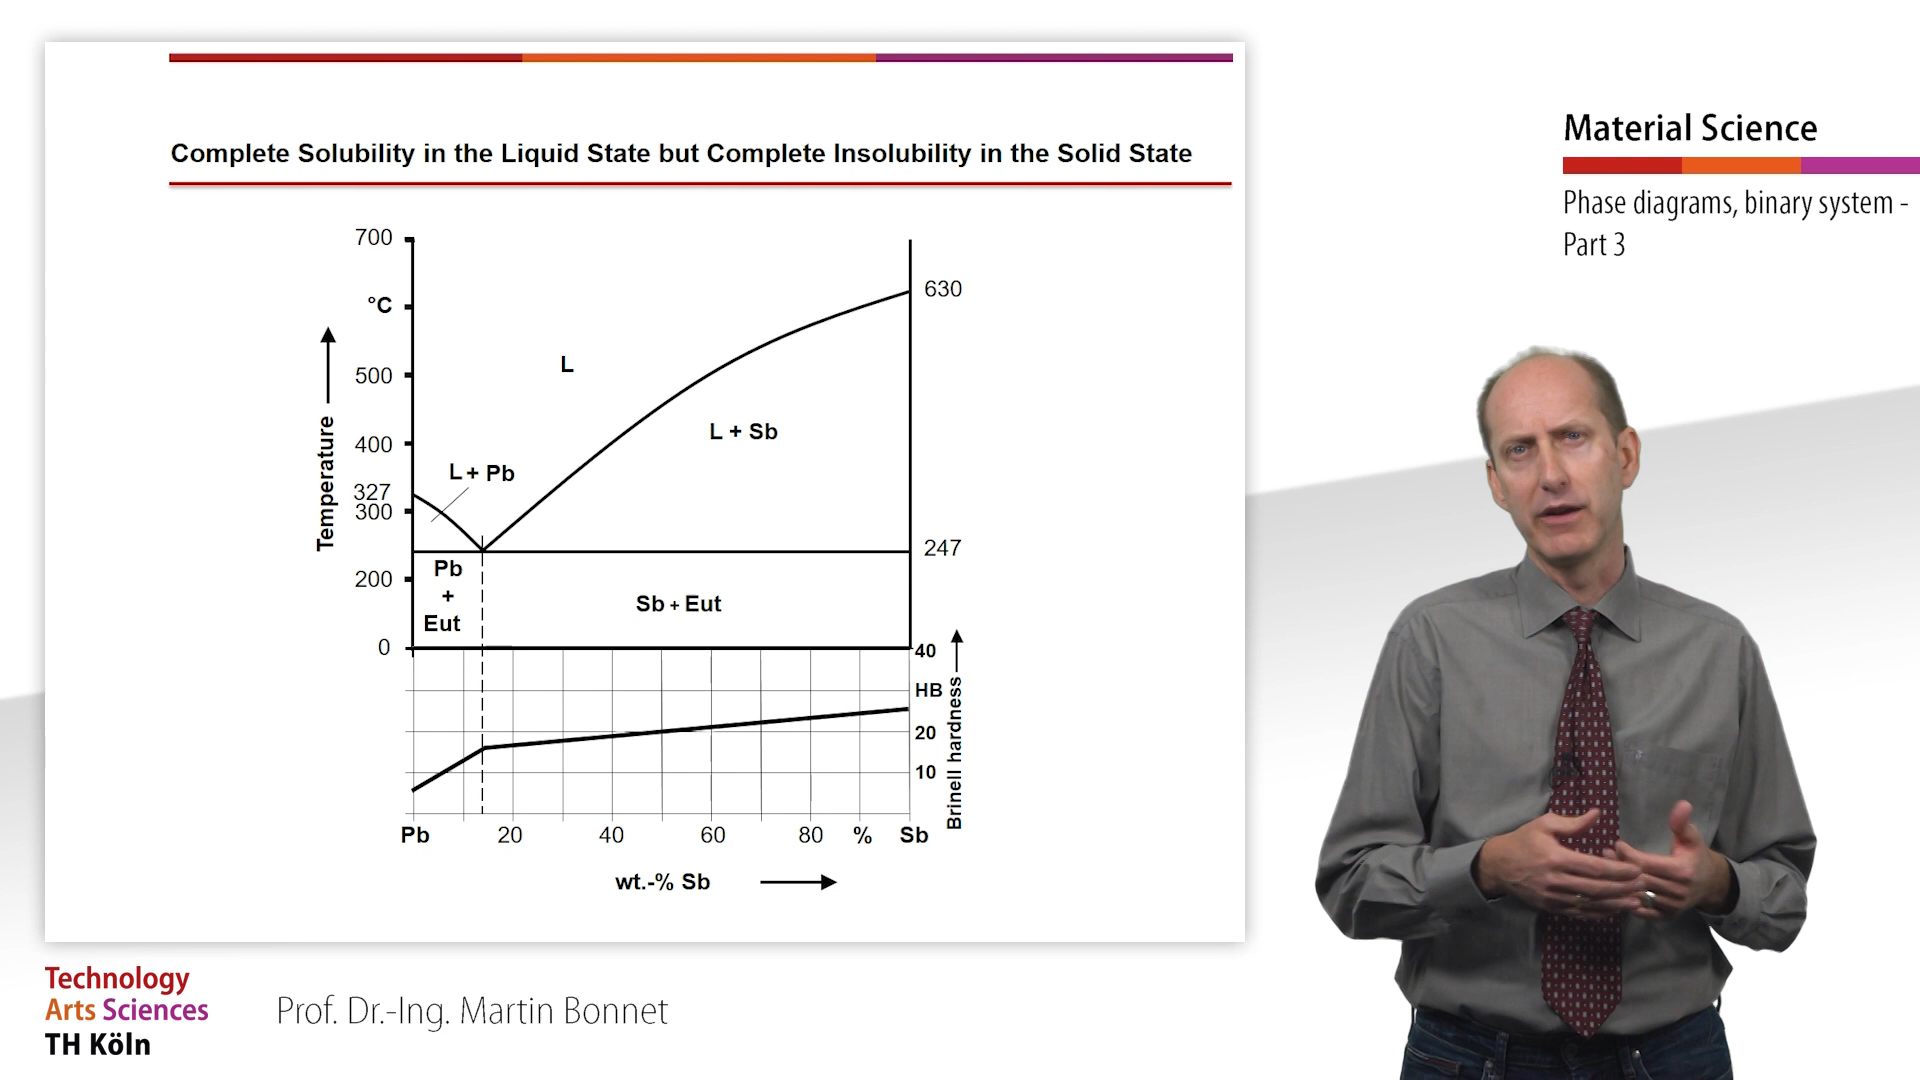 Complete Solubility in the Liquid State but Complete Insolubility in the Solid State
700
°C
500
400
327
300
200
0
Temperature
L
L + Pb
L + Sb
630
247
Pb
+
Eut
Sb + Eut
40
HB
20
10
Brinell hardness
Pb 20 40 60 80 % Sb
wt.-% Sb
Material Science
Phase diagrams, binary system -
Part 3
Technology
Arts Sciences
TH Köln
Prof. Dr.-Ing. Martin Bonnet